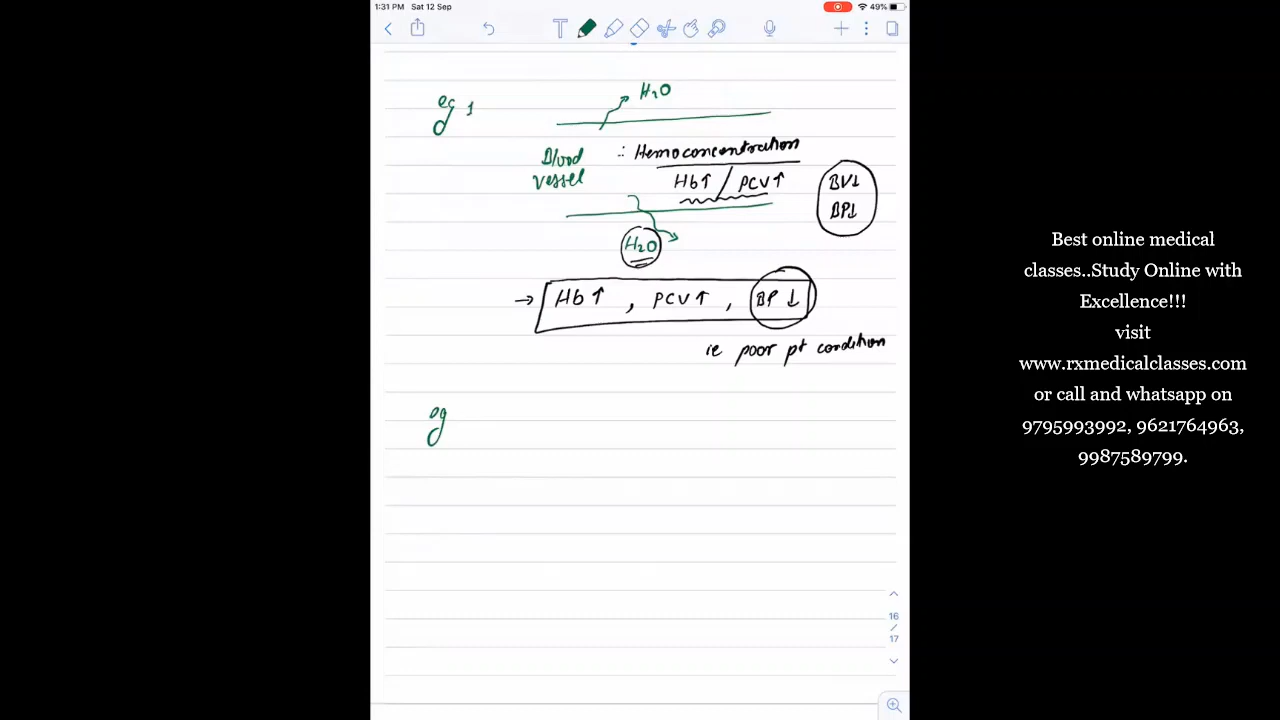 1:31 PM Sat 12 Sep
49%
T
eg 1
H₂O
Blood
vessel
∴ Hemoconcentration
Hb↑ / PCV↑
BV↓
BP↓
H₂O
→ Hb↑ , PCV↑ , BP↓
ie poor pt condition
eg
16
/
17
Best online medical
classes..Study Online with
Excellence!!!
visit
www.rxmedicalclasses.com
or call and whatsapp on
9795993992, 9621764963,
9987589799.